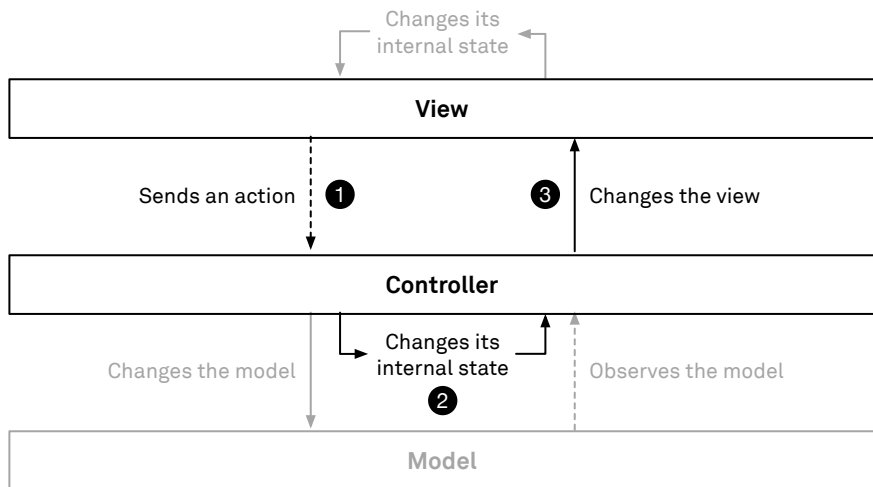 Changes its
internal state
View
Sends an action
1
3
Changes the view
Controller
Changes the model
Changes its
internal state
2
Observes the model
Model